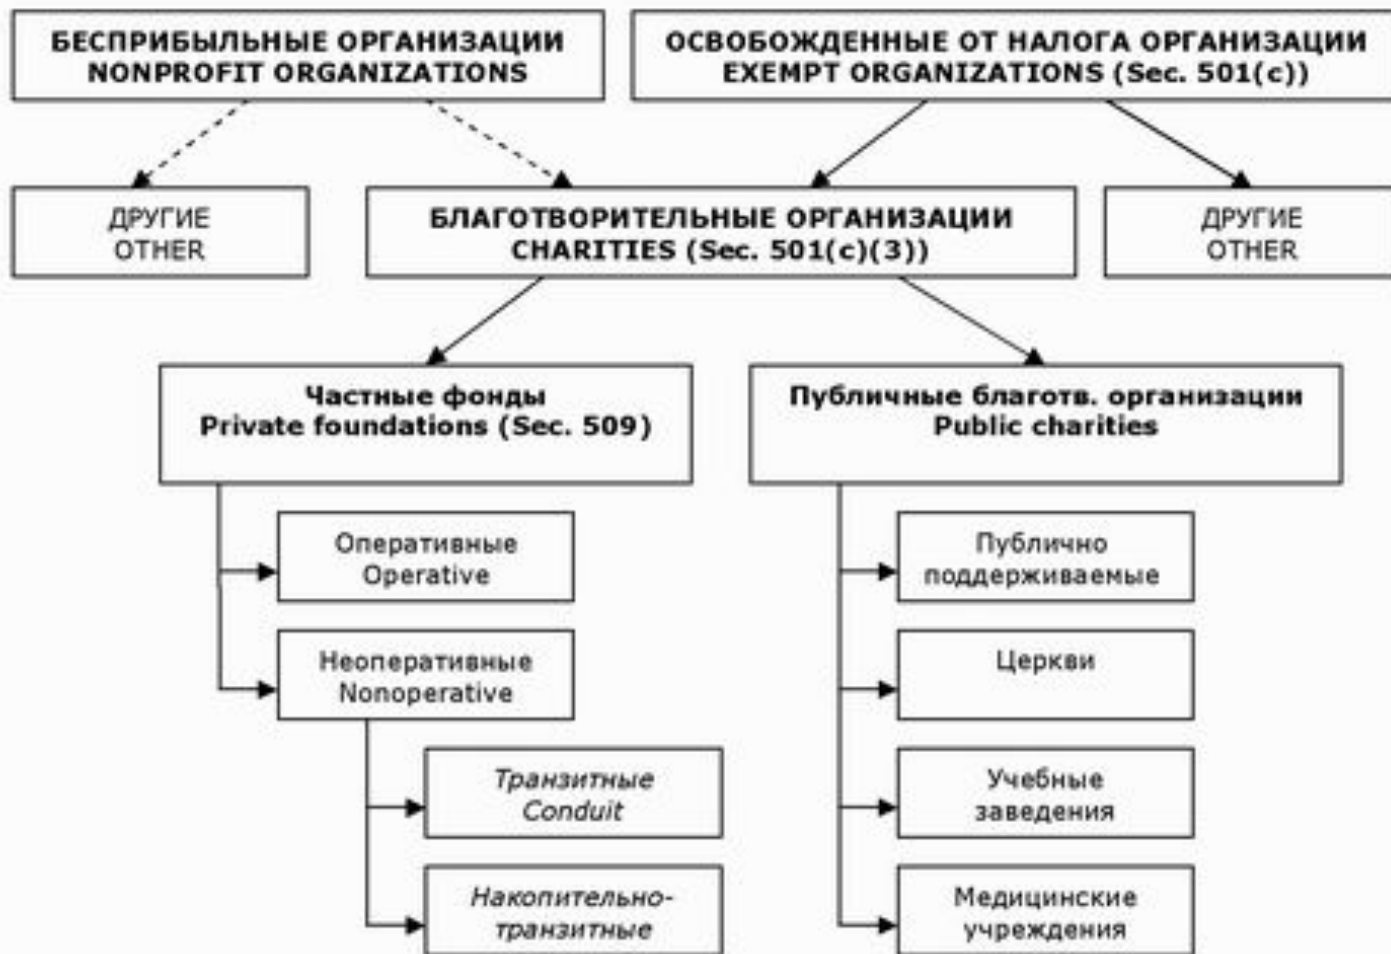 БЕСПРИБЫЛЬНЫЕ ОРГАНИЗАЦИИ
NONPROFIT ORGANIZATIONS
ОСВОБОЖДЕННЫЕ ОТ НАЛОГА ОРГАНИЗАЦИИ
EXEMPT ORGANIZATIONS (Sec. 501(c))
ДРУГИЕ
OTHER
БЛАГОТВОРИТЕЛЬНЫЕ ОРГАНИЗАЦИИ
CHARITIES (Sec. 501(c)(3))
ДРУГИЕ
OTHER
Частные фонды
Private foundations (Sec. 509)
Публичные благотв. организации
Public charities
Оперативные
Operative
Неоперативные
Nonoperative
Транзитные
Conduit
Накопительно-
транзитные
Публично
поддерживаемые
Церкви
Учебные
заведения
Медицинские
учреждения